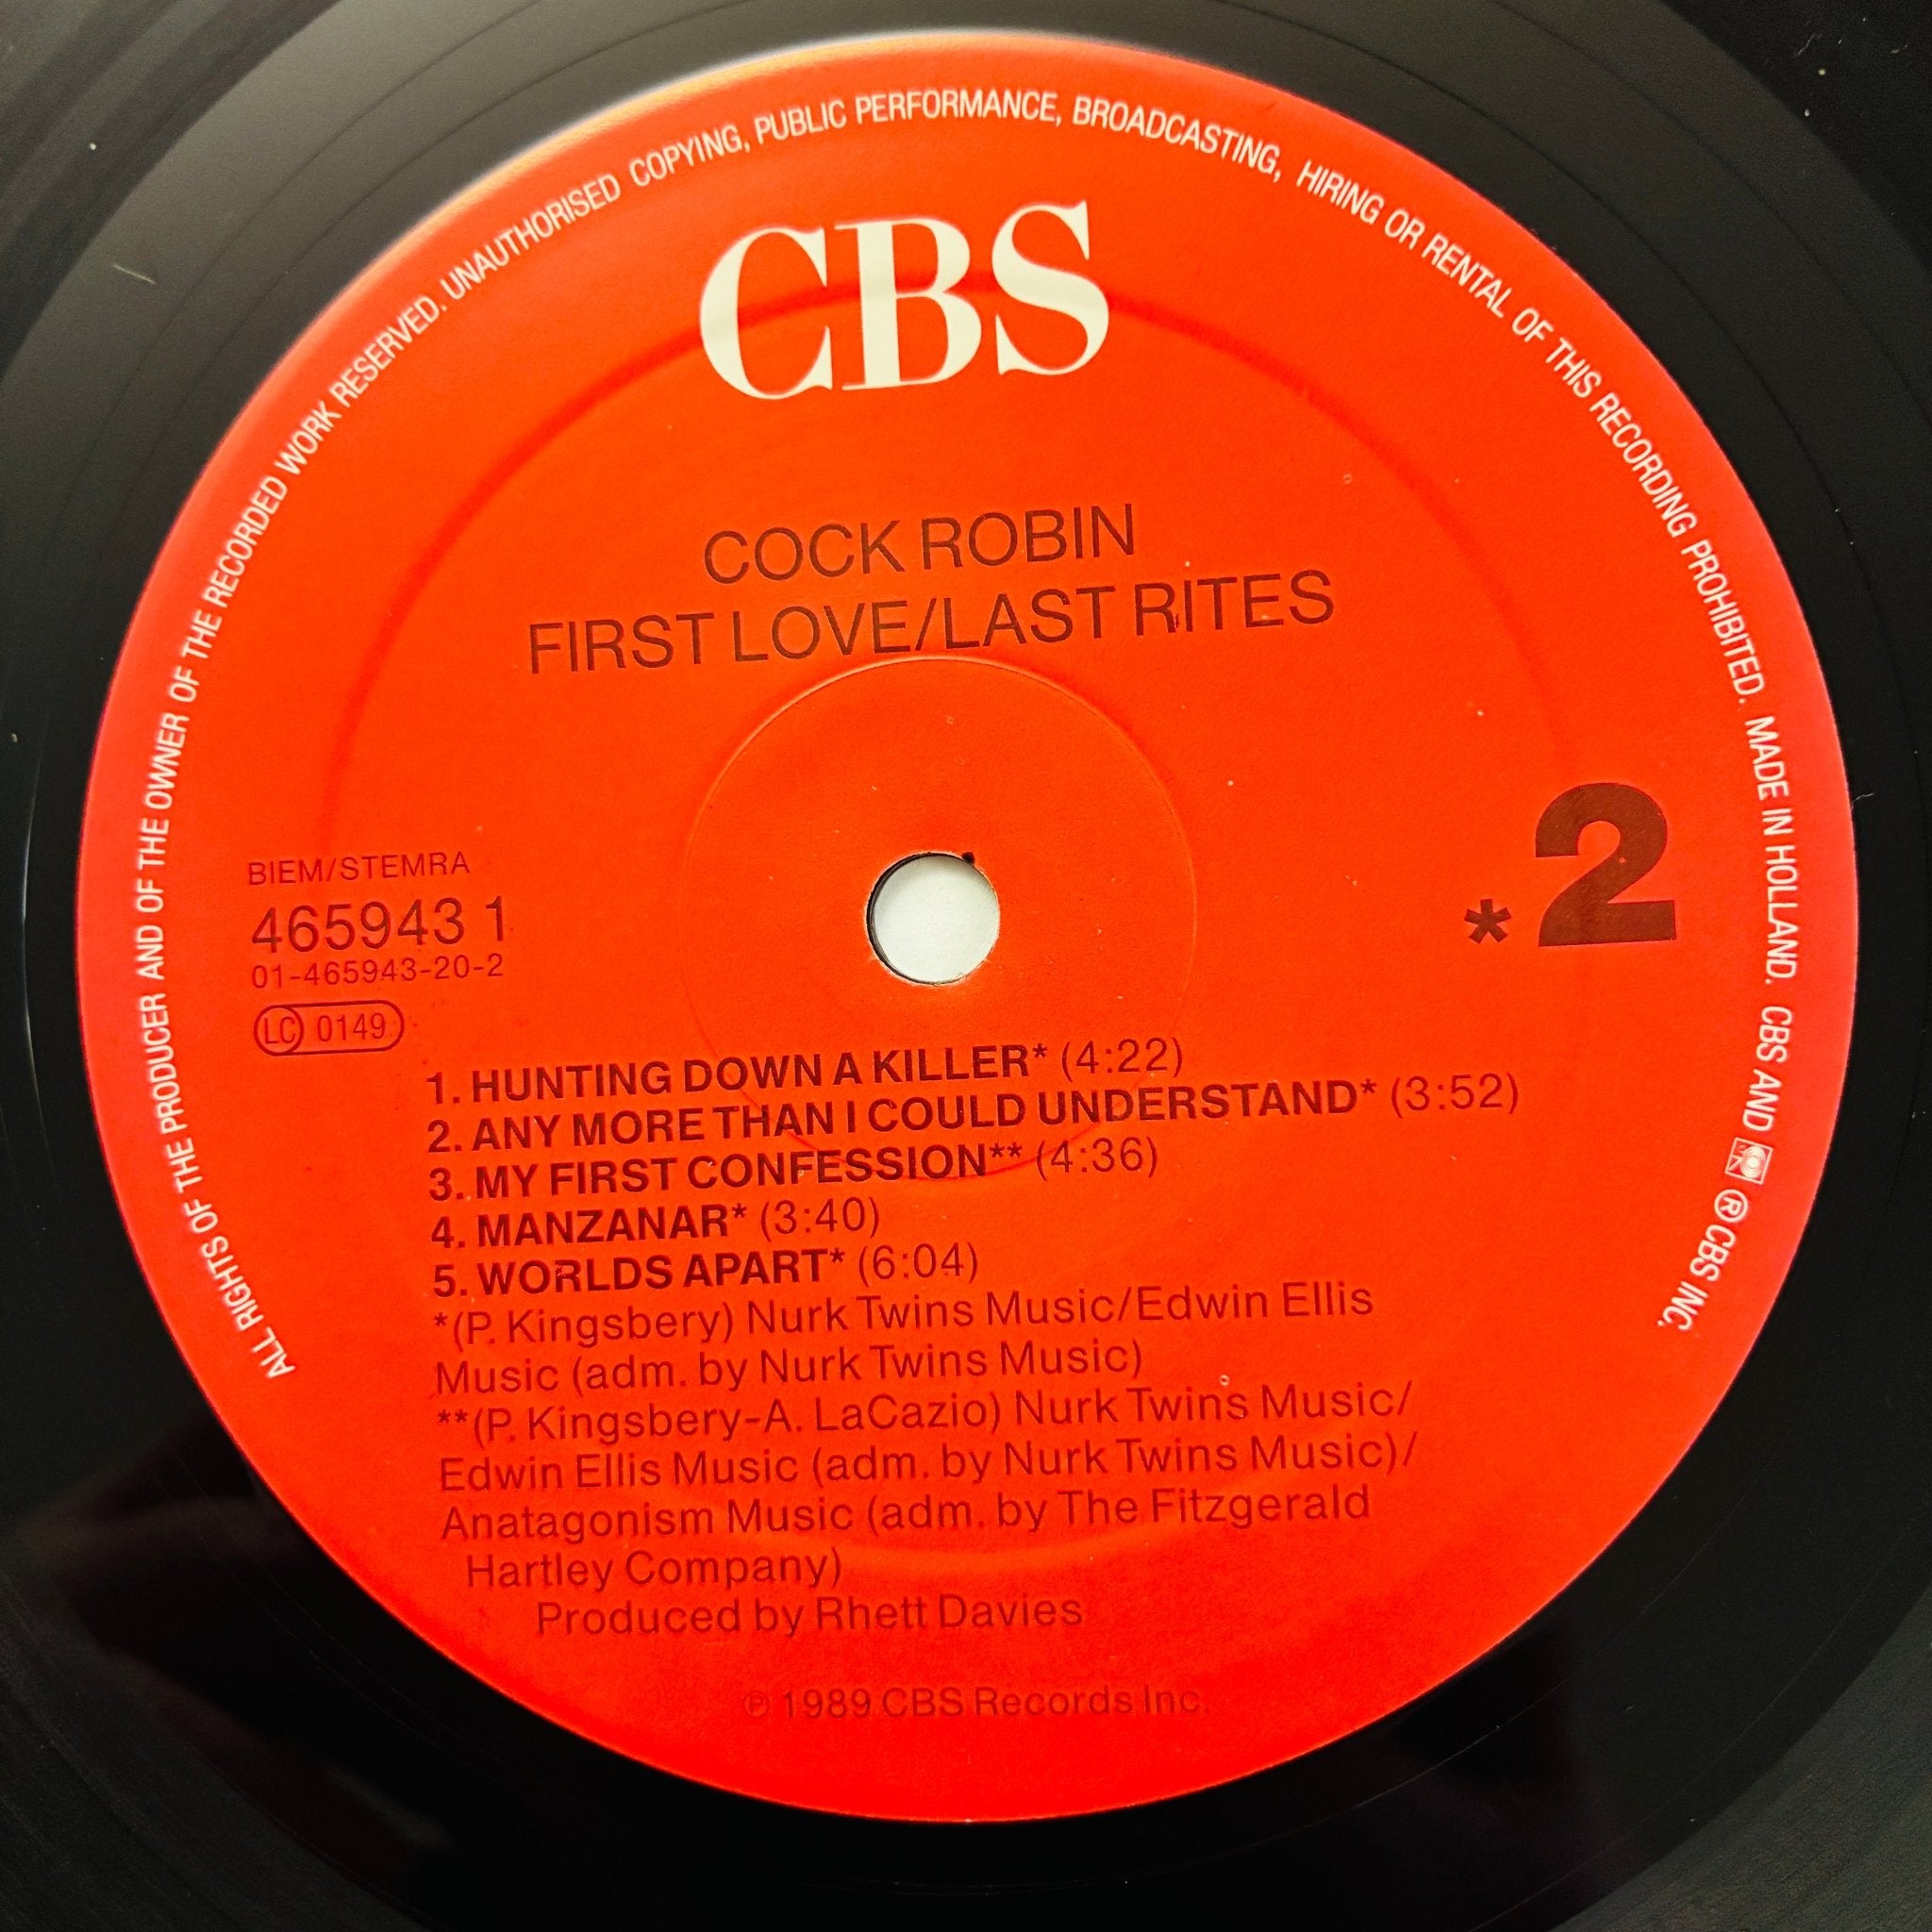 ALL RIGHTS OF THE PRODUCER AND OF THE OWNER OF THE RECORDED WORK RESERVED. UNAUTHORISED COPYING, PUBLIC PERFORMANCE, BROADCASTING, HIRING OR RENTAL OF THIS RECORDING PROHIBITED. MADE IN HOLLAND. CBS AND ® CBS INC.
CBS
COCK ROBIN
FIRST LOVE/LAST RITES
BIEM/STEMRA
465943 1
01-465943-20-2
LC 0149
*2
1. HUNTING DOWN A KILLER* (4:22)
2. ANY MORE THAN I COULD UNDERSTAND* (3:52)
3. MY FIRST CONFESSION** (4:36)
4. MANZANAR* (3:40)
5. WORLDS APART* (6:04)
*(P. Kingsbery) Nurk Twins Music/Edwin Ellis
Music (adm. by Nurk Twins Music)
**(P. Kingsbery-A. LaCazio) Nurk Twins Music/
Edwin Ellis Music (adm. by Nurk Twins Music)/
Anatagonism Music (adm. by The Fitzgerald
Hartley Company)
Produced by Rhett Davies
℗ 1989 CBS Records Inc.